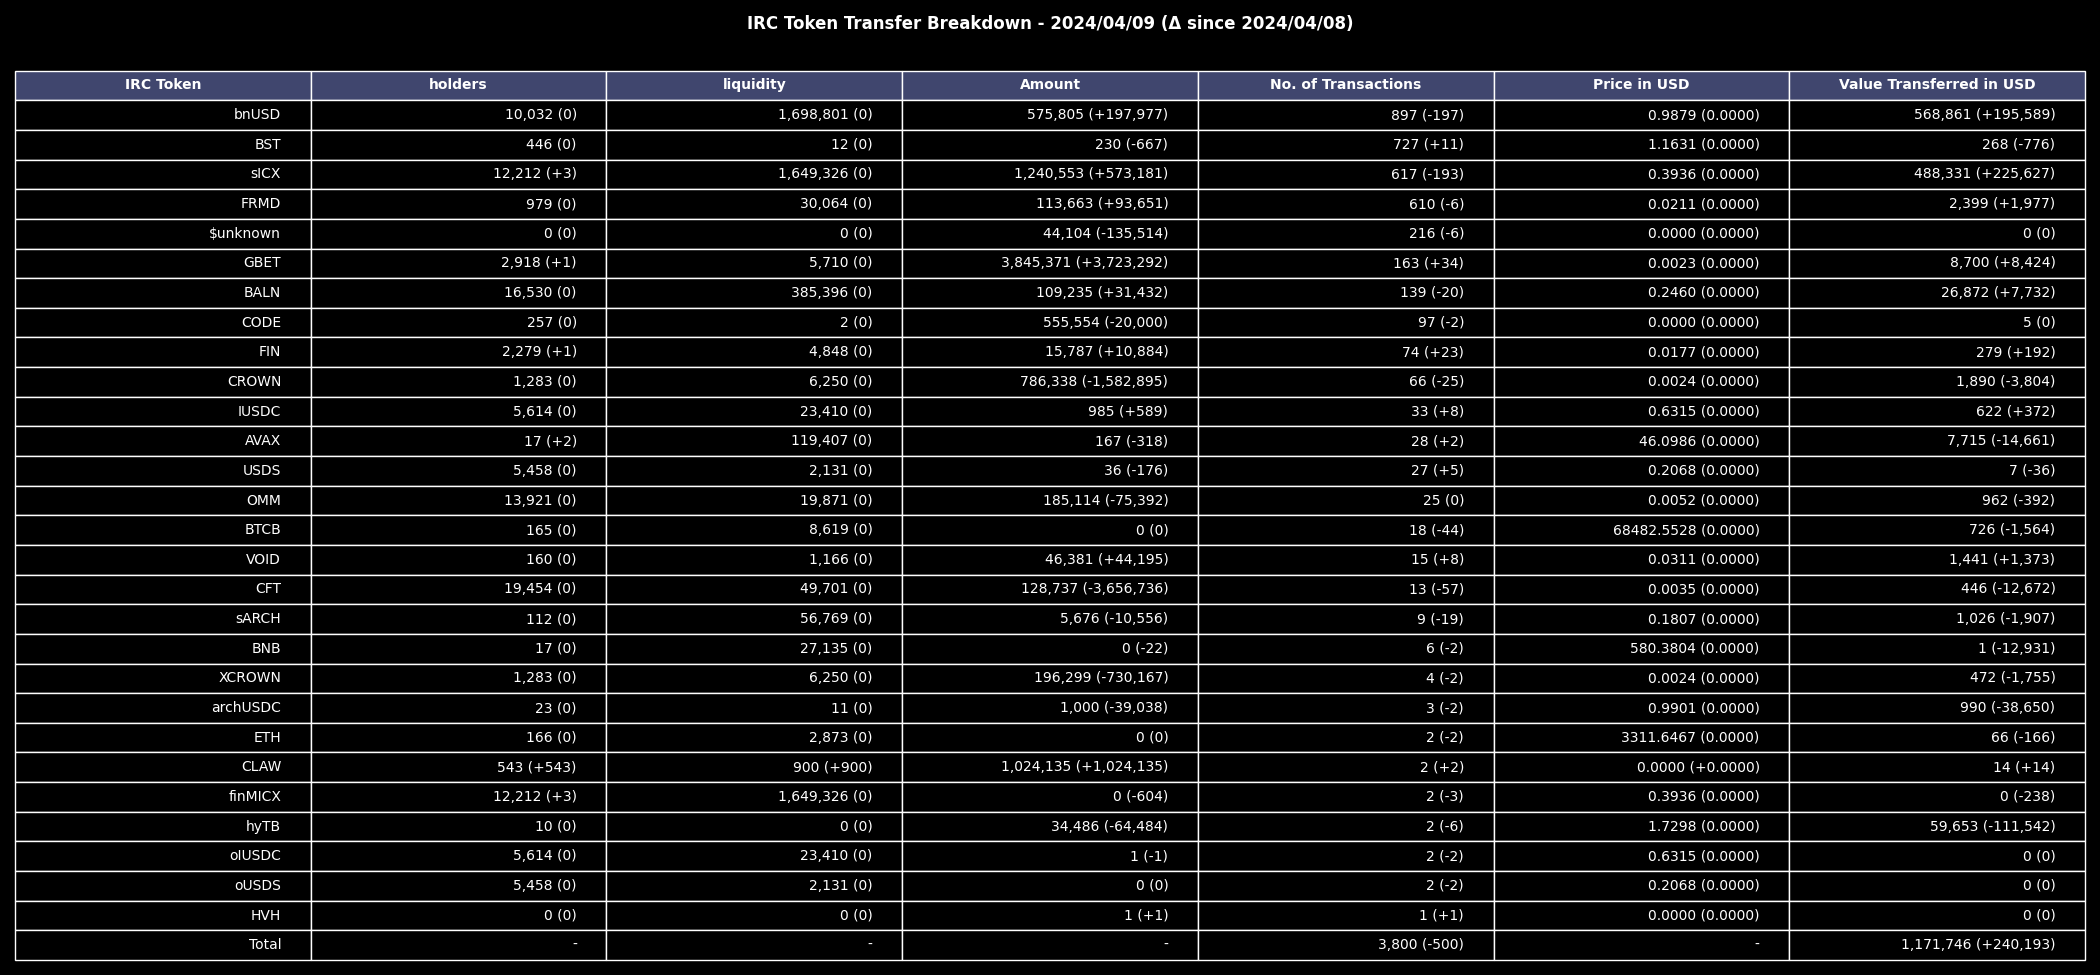 IRC Token Transfer Breakdown - 2024/04/09 (Δ since 2024/04/08)
IRC Token holders liquidity Amount No. of Transactions Price in USD Value Transferred in USD
bnUSD 10,032 (0) 1,698,801 (0) 575,805 (+197,977) 897 (-197) 0.9879 (0.0000) 568,861 (+195,589)
BST 446 (0) 12 (0) 230 (-667) 727 (+11) 1.1631 (0.0000) 268 (-776)
sICX 12,212 (+3) 1,649,326 (0) 1,240,553 (+573,181) 617 (-193) 0.3936 (0.0000) 488,331 (+225,627)
FRMD 979 (0) 30,064 (0) 113,663 (+93,651) 610 (-6) 0.0211 (0.0000) 2,399 (+1,977)
$unknown 0 (0) 0 (0) 44,104 (-135,514) 216 (-6) 0.0000 (0.0000) 0 (0)
GBET 2,918 (+1) 5,710 (0) 3,845,371 (+3,723,292) 163 (+34) 0.0023 (0.0000) 8,700 (+8,424)
BALN 16,530 (0) 385,396 (0) 109,235 (+31,432) 139 (-20) 0.2460 (0.0000) 26,872 (+7,732)
CODE 257 (0) 2 (0) 555,554 (-20,000) 97 (-2) 0.0000 (0.0000) 5 (0)
FIN 2,279 (+1) 4,848 (0) 15,787 (+10,884) 74 (+23) 0.0177 (0.0000) 279 (+192)
CROWN 1,283 (0) 6,250 (0) 786,338 (-1,582,895) 66 (-25) 0.0024 (0.0000) 1,890 (-3,804)
IUSDC 5,614 (0) 23,410 (0) 985 (+589) 33 (+8) 0.6315 (0.0000) 622 (+372)
AVAX 17 (+2) 119,407 (0) 167 (-318) 28 (+2) 46.0986 (0.0000) 7,715 (-14,661)
USDS 5,458 (0) 2,131 (0) 36 (-176) 27 (+5) 0.2068 (0.0000) 7 (-36)
OMM 13,921 (0) 19,871 (0) 185,114 (-75,392) 25 (0) 0.0052 (0.0000) 962 (-392)
BTCB 165 (0) 8,619 (0) 0 (0) 18 (-44) 68482.5528 (0.0000) 726 (-1,564)
VOID 160 (0) 1,166 (0) 46,381 (+44,195) 15 (+8) 0.0311 (0.0000) 1,441 (+1,373)
CFT 19,454 (0) 49,701 (0) 128,737 (-3,656,736) 13 (-57) 0.0035 (0.0000) 446 (-12,672)
sARCH 112 (0) 56,769 (0) 5,676 (-10,556) 9 (-19) 0.1807 (0.0000) 1,026 (-1,907)
BNB 17 (0) 27,135 (0) 0 (-22) 6 (-2) 580.3804 (0.0000) 1 (-12,931)
XCROWN 1,283 (0) 6,250 (0) 196,299 (-730,167) 4 (-2) 0.0024 (0.0000) 472 (-1,755)
archUSDC 23 (0) 11 (0) 1,000 (-39,038) 3 (-2) 0.9901 (0.0000) 990 (-38,650)
ETH 166 (0) 2,873 (0) 0 (0) 2 (-2) 3311.6467 (0.0000) 66 (-166)
CLAW 543 (+543) 900 (+900) 1,024,135 (+1,024,135) 2 (+2) 0.0000 (+0.0000) 14 (+14)
finMICX 12,212 (+3) 1,649,326 (0) 0 (-604) 2 (-3) 0.3936 (0.0000) 0 (-238)
hyTB 10 (0) 0 (0) 34,486 (-64,484) 2 (-6) 1.7298 (0.0000) 59,653 (-111,542)
oIUSDC 5,614 (0) 23,410 (0) 1 (-1) 2 (-2) 0.6315 (0.0000) 0 (0)
oUSDS 5,458 (0) 2,131 (0) 0 (0) 2 (-2) 0.2068 (0.0000) 0 (0)
HVH 0 (0) 0 (0) 1 (+1) 1 (+1) 0.0000 (0.0000) 0 (0)
Total - - - 3,800 (-500) - 1,171,746 (+240,193)